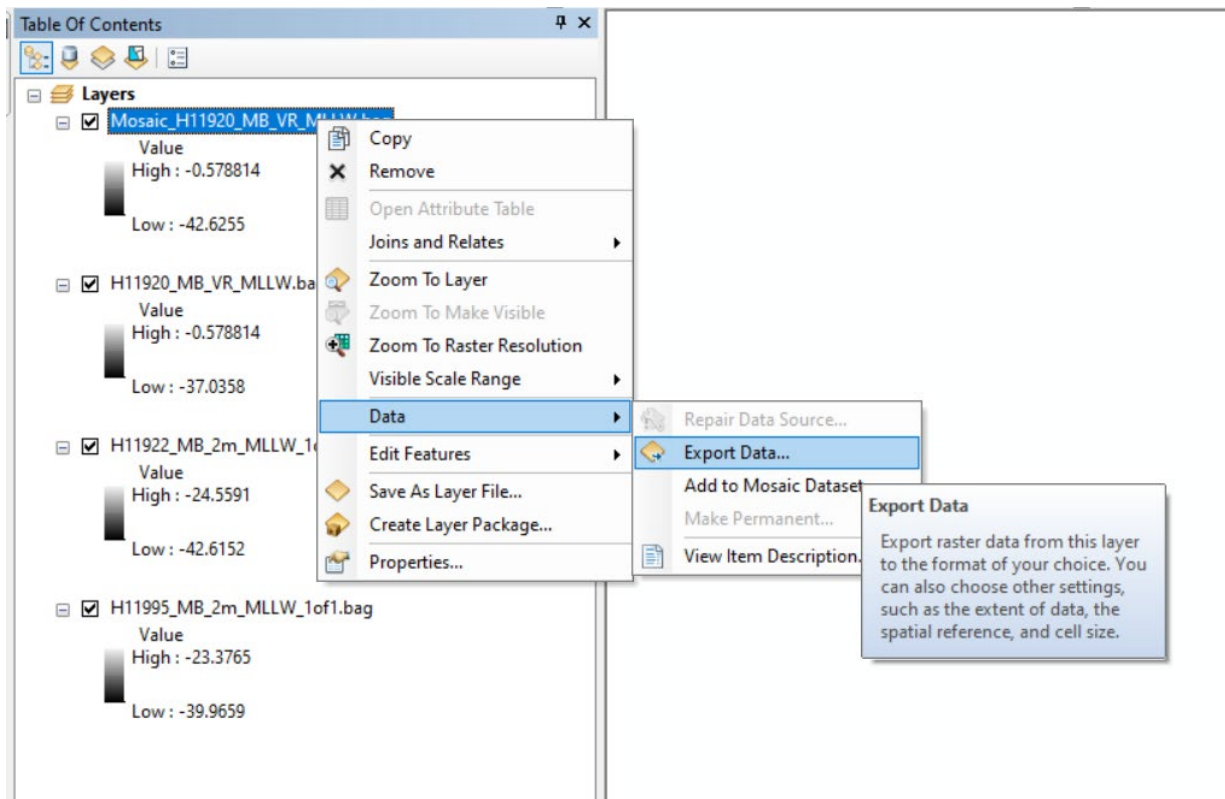 Table Of Contents
Layers
Mosaic_H11920_MB_VR_MLLW.bag
Value
High : -0.578814
Low : -42.6255
H11920_MB_VR_MLLW.ba
Value
High : -0.578814
Low : -37.0358
H11922_MB_2m_MLLW_1
Value
High : -24.5591
Low : -42.6152
H11995_MB_2m_MLLW_1of1.bag
Value
High : -23.3765
Low : -39.9659
Copy
Remove
Open Attribute Table
Joins and Relates
Zoom To Layer
Zoom To Make Visible
Zoom To Raster Resolution
Visible Scale Range
Data
Edit Features
Save As Layer File...
Create Layer Package...
Properties...
Repair Data Source...
Export Data...
Add to Mosaic Dataset
Make Permanent...
View Item Description.
Export Data
Export raster data from this layer
to the format of your choice. You
can also choose other settings,
such as the extent of data, the
spatial reference, and cell size.